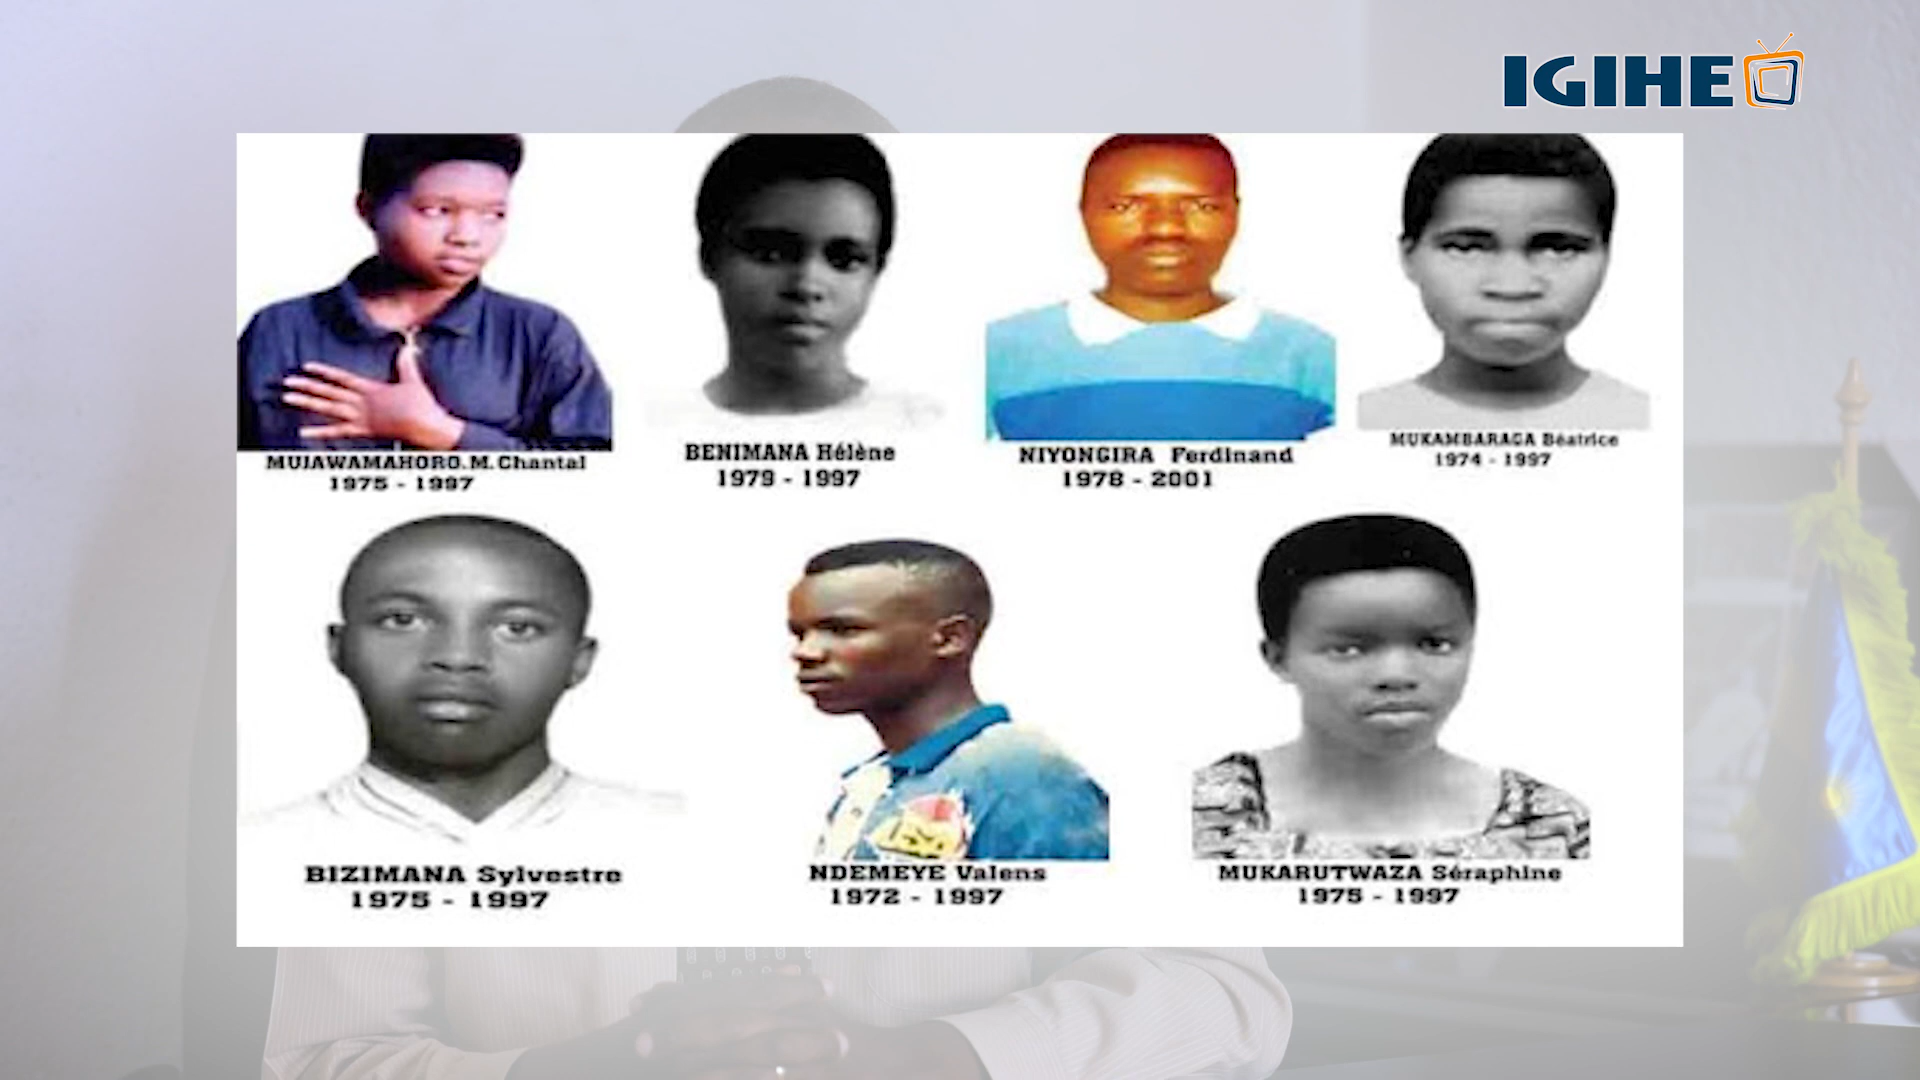 IGIHE
MUJAWAMAHORO.M.Chantal
1975 - 1997
BENIMANA Hélène
1979 - 1997
NIYONGIRA Ferdinand
1978 - 2001
MUKAMBARAGA Béatrice
1974 - 1997
BIZIMANA Sylvestre
1975 - 1997
NDEMEYE Valens
1972 - 1997
MUKARUTWAZA Séraphine
1975 - 1997